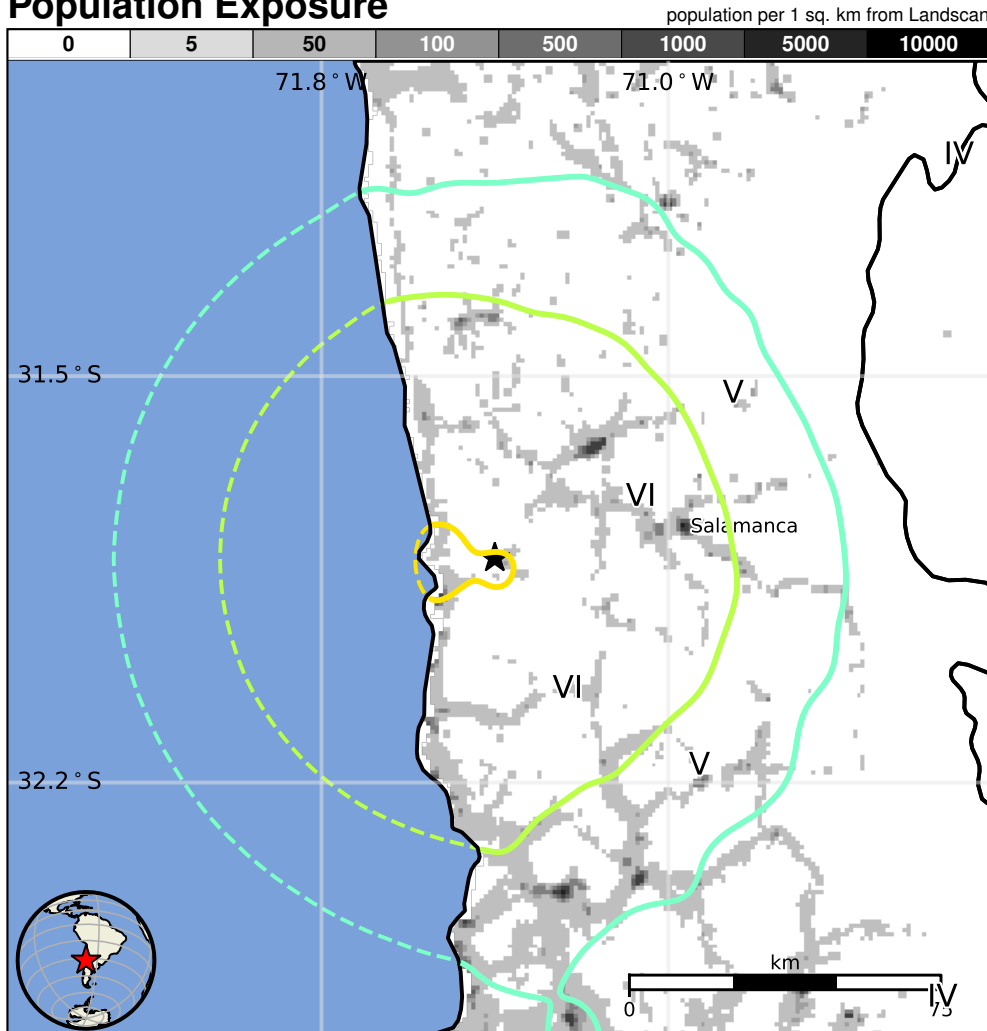 Population Exposure
population per 1 sq. km from Landscan
0 5 50 100 500 1000 5000 10000
71.8°W 71.0°W
IV
31.5°S
V
VI
Salamanca
VI
V
32.2°S
km
0 75
IV